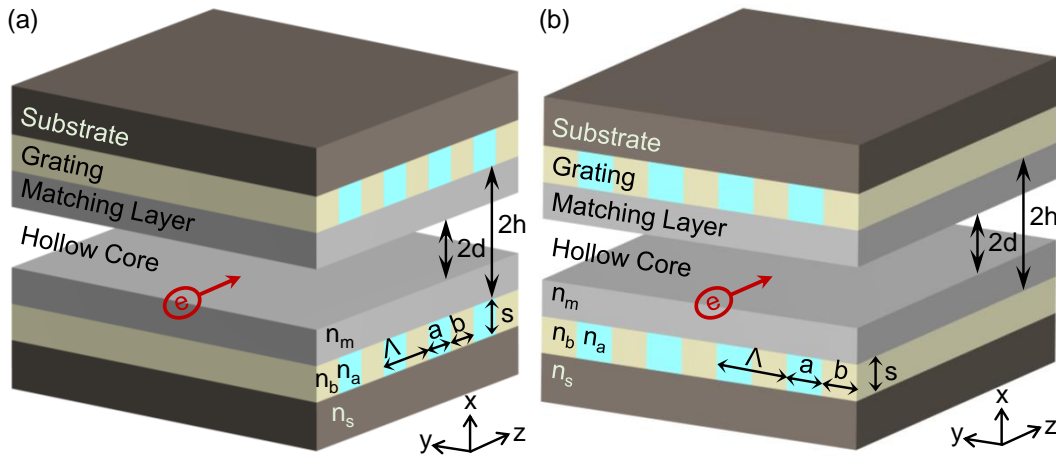 (a)
Substrate
Grating
Matching Layer
Hollow Core
e
2h
2d
s
n_m
n_b n_a
Λ a b
n_s
x
y z
(b)
Substrate
Grating
Matching Layer
Hollow Core
e
2h
2d
n_m
n_b n_a
Λ a b s
n_s
x
y z